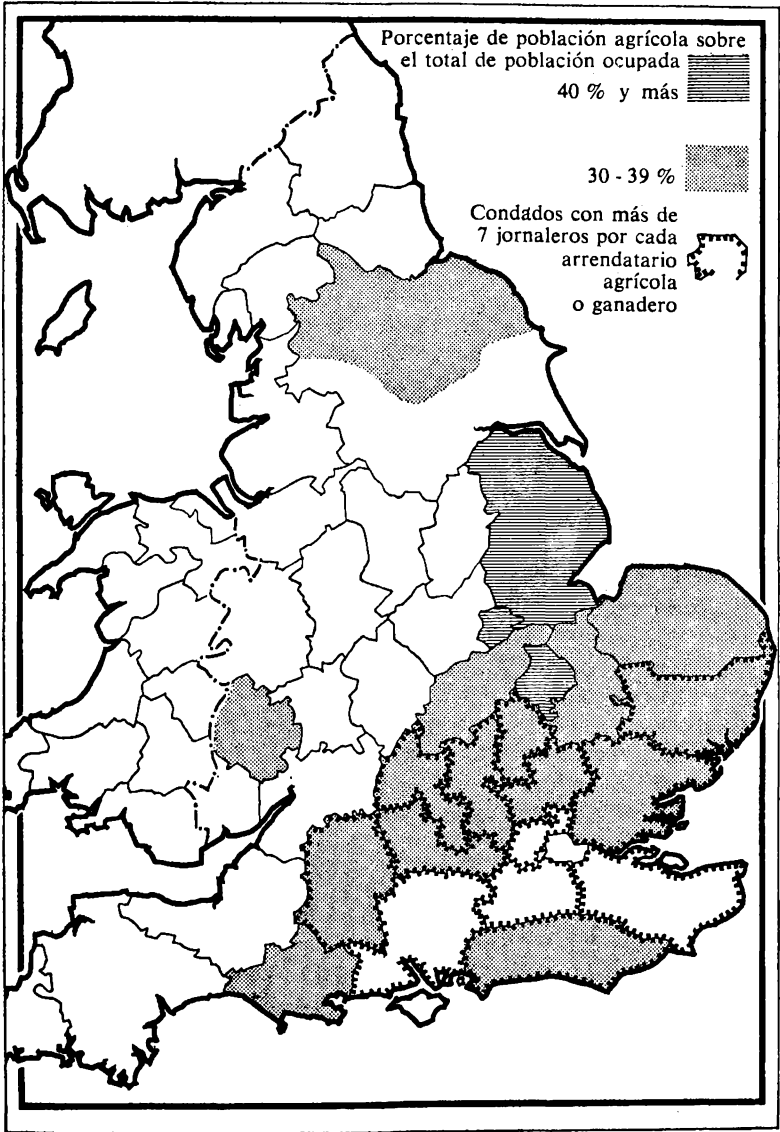 Porcentaje de población agrícola sobre
el total de población ocupada
40 % y más
30 - 39 %
Condados con más de
7 jornaleros por cada
arrendatario
agrícola
o ganadero